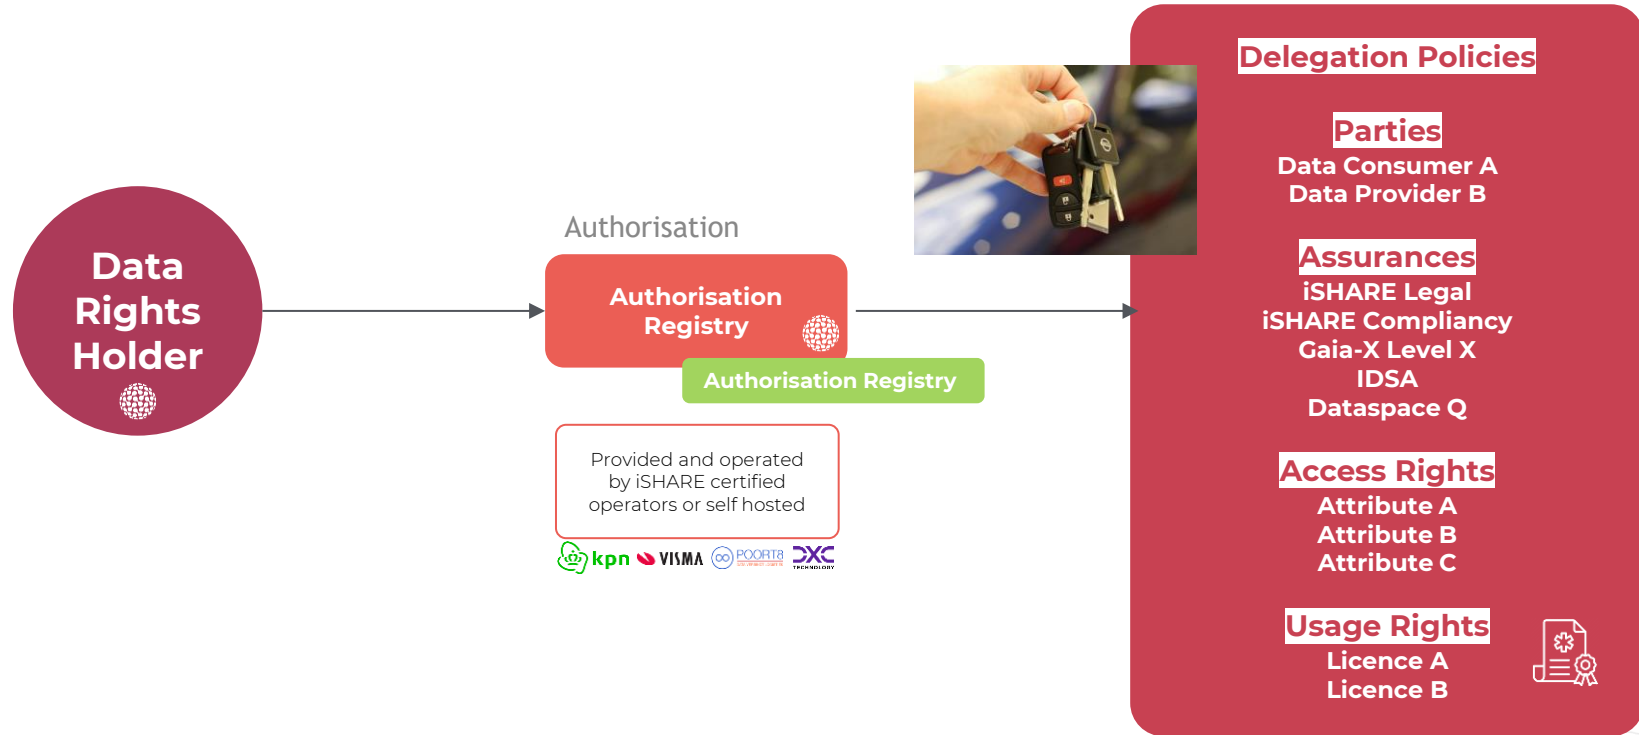 Data
Rights
Holder
Authorisation
Authorisation
Registry
Authorisation Registry
Provided and operated
by iSHARE certified
operators or self hosted
kpn
VISMA
POORT8
DXC
TECHNOLOGY
Delegation Policies
Parties
Data Consumer A
Data Provider B
Assurances
iSHARE Legal
iSHARE Compliancy
Gaia-X Level X
IDSA
Dataspace Q
Access Rights
Attribute A
Attribute B
Attribute C
Usage Rights
Licence A
Licence B